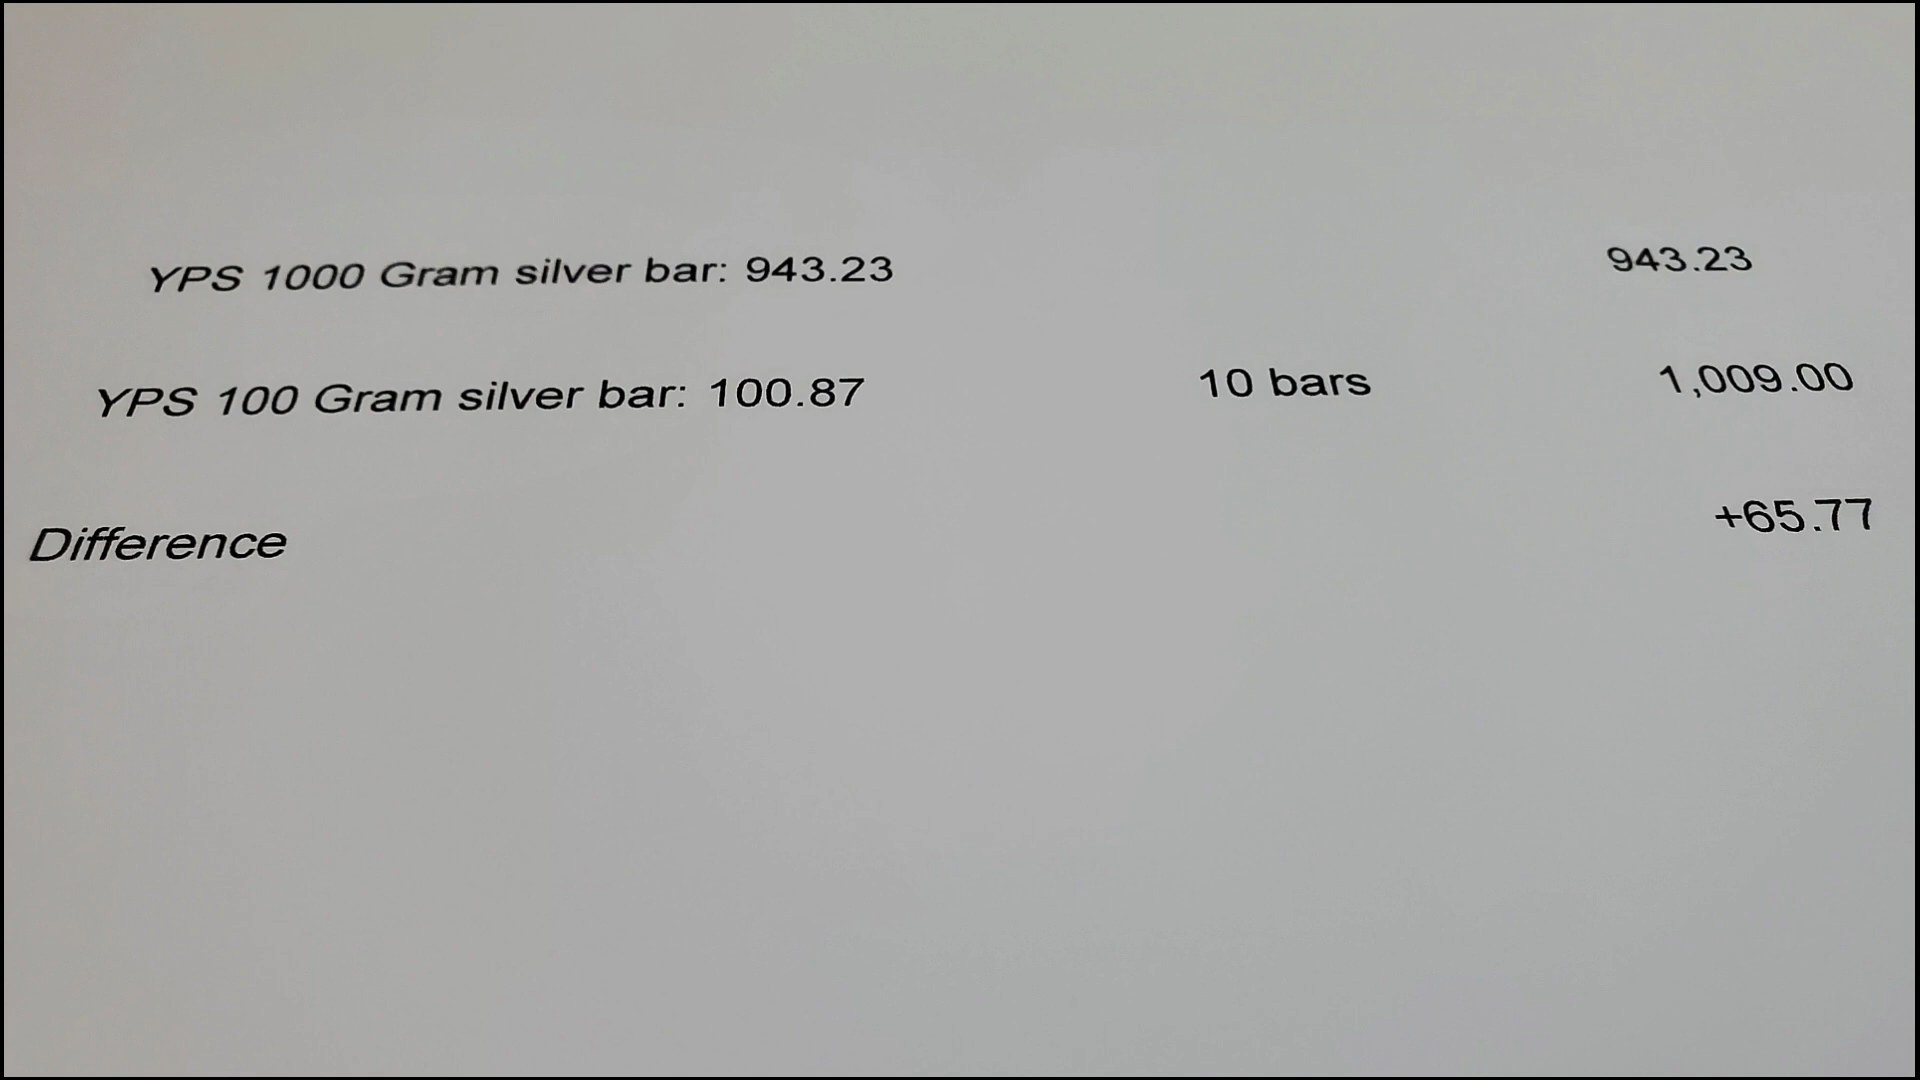 YPS 1000 Gram silver bar: 943.23 943.23
YPS 100 Gram silver bar: 100.87 10 bars 1,009.00
Difference +65.77